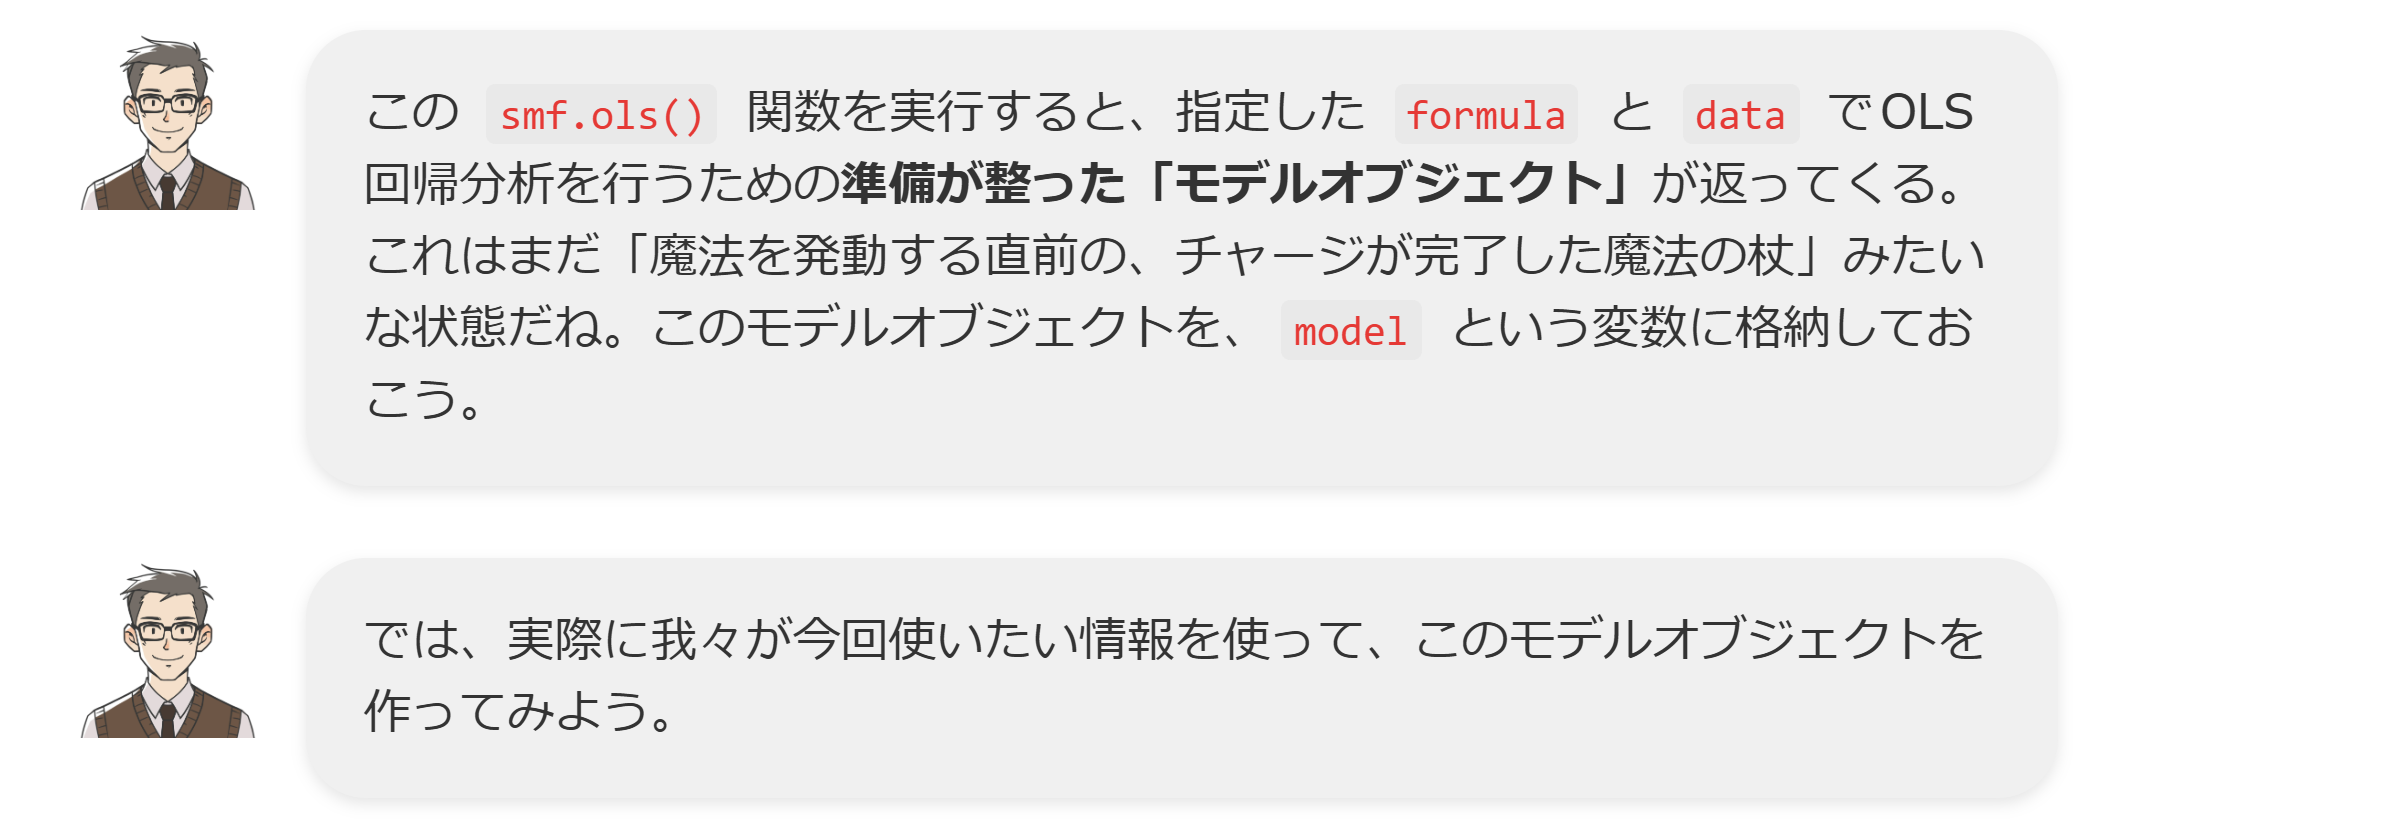 この smf.ols() 関数を実行すると、指定した formula と data でOLS
回帰分析を行うための準備が整った「モデルオブジェクト」が返ってくる。
これはまだ「魔法を発動する直前の、チャージが完了した魔法の杖」みたい
な状態だね。このモデルオブジェクトを、 model という変数に格納してお
こう。
では、実際に我々が今回使いたい情報を使って、このモデルオブジェクトを
作ってみよう。